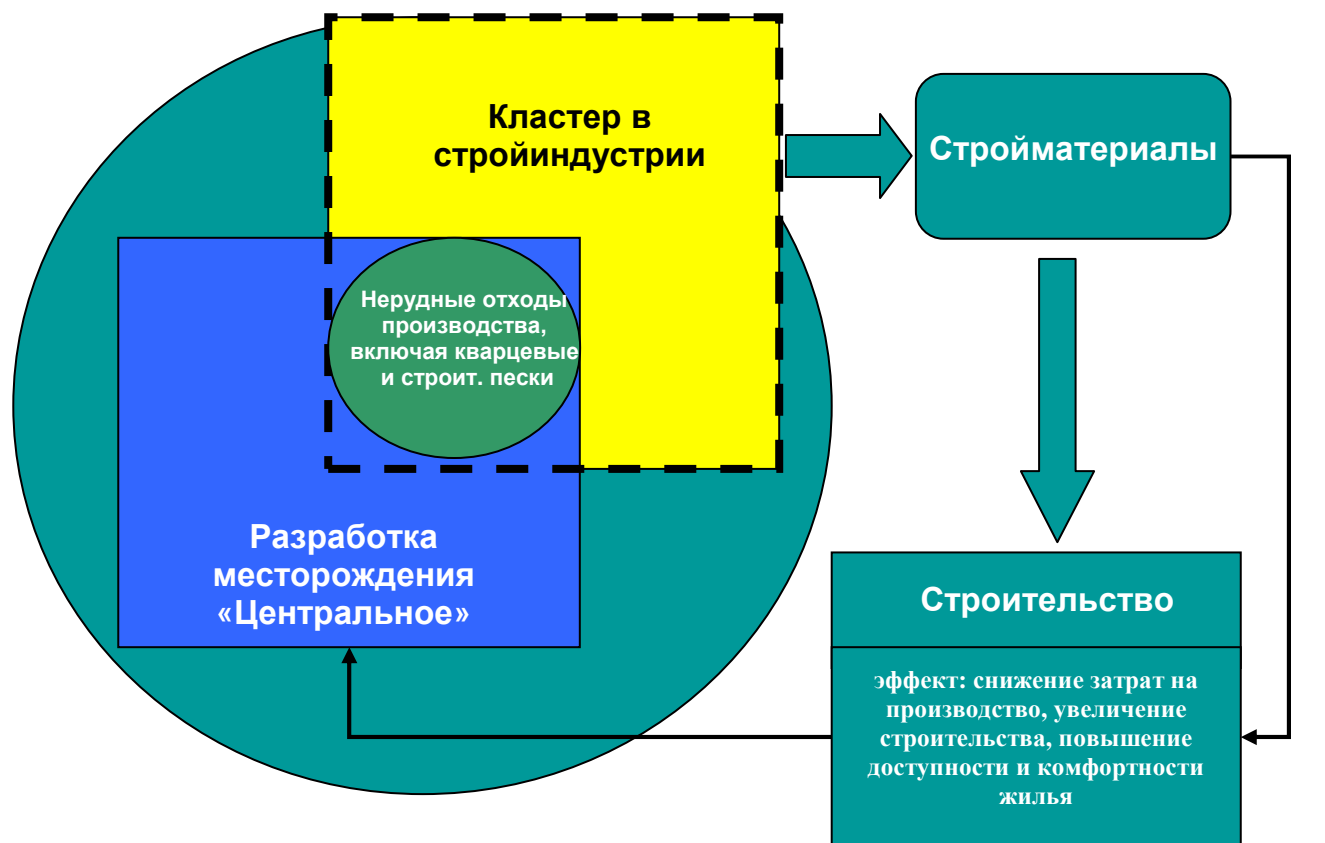 Кластер в
стройиндустрии
Стройматериалы
Нерудные отходы
производства,
включая кварцевые
и строит. пески
Разработка
месторождения
«Центральное»
Строительство
эффект: снижение затрат на
производство, увеличение
строительства, повышение
доступности и комфортности
жилья